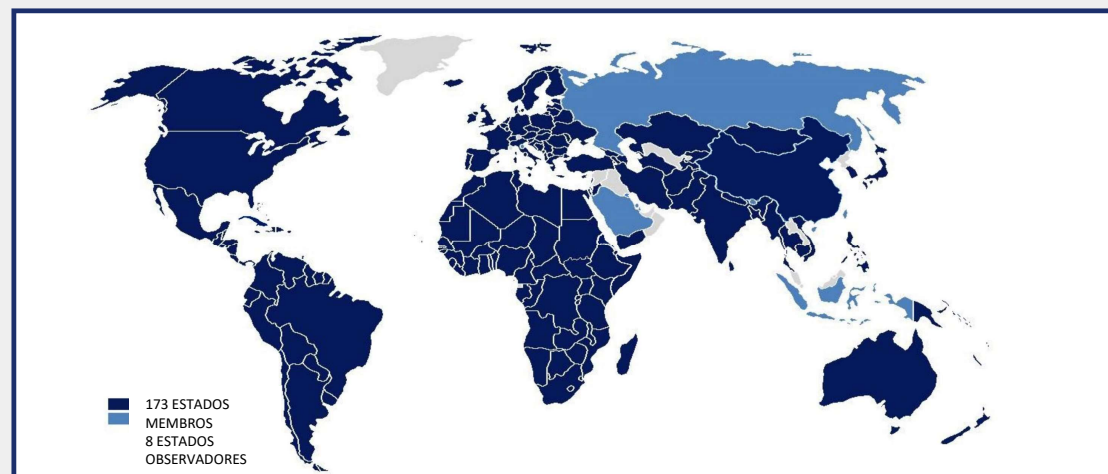 173 ESTADOS
MEMBROS
8 ESTADOS
OBSERVADORES